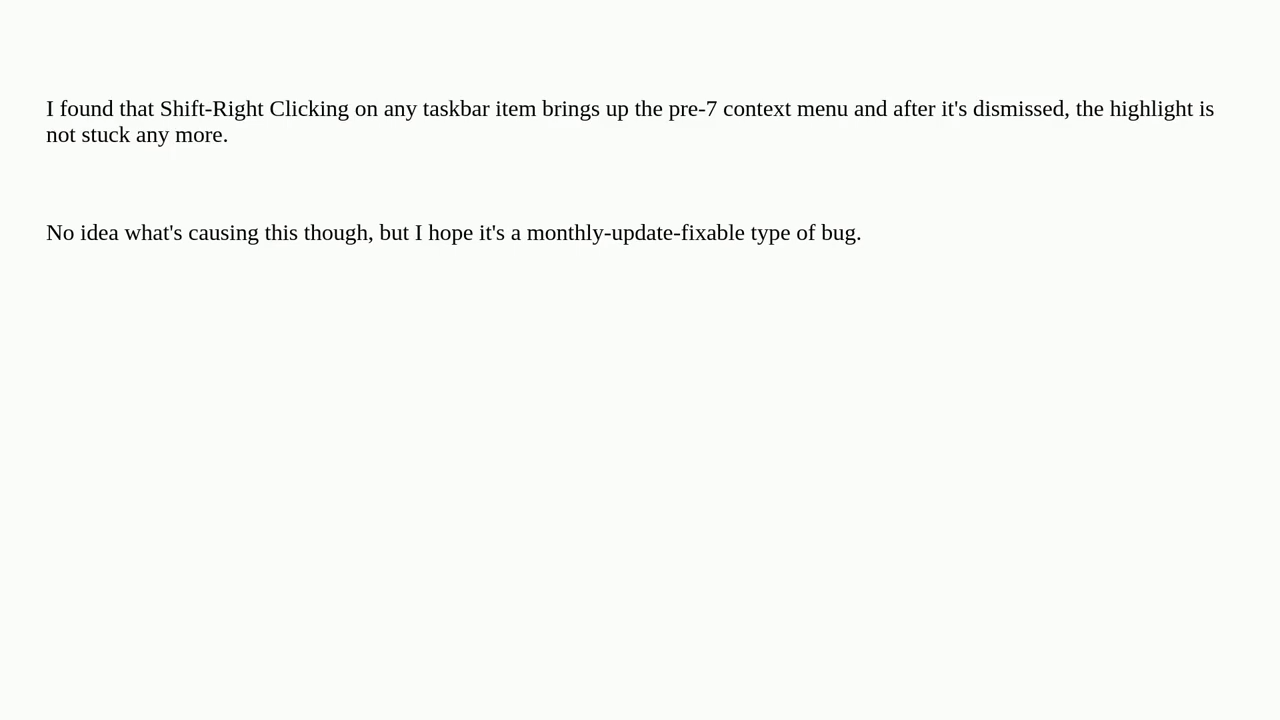 I found that Shift-Right Clicking on any taskbar item brings up the pre-7 context menu and after it's dismissed, the highlight is
not stuck any more.
No idea what's causing this though, but I hope it's a monthly-update-fixable type of bug.